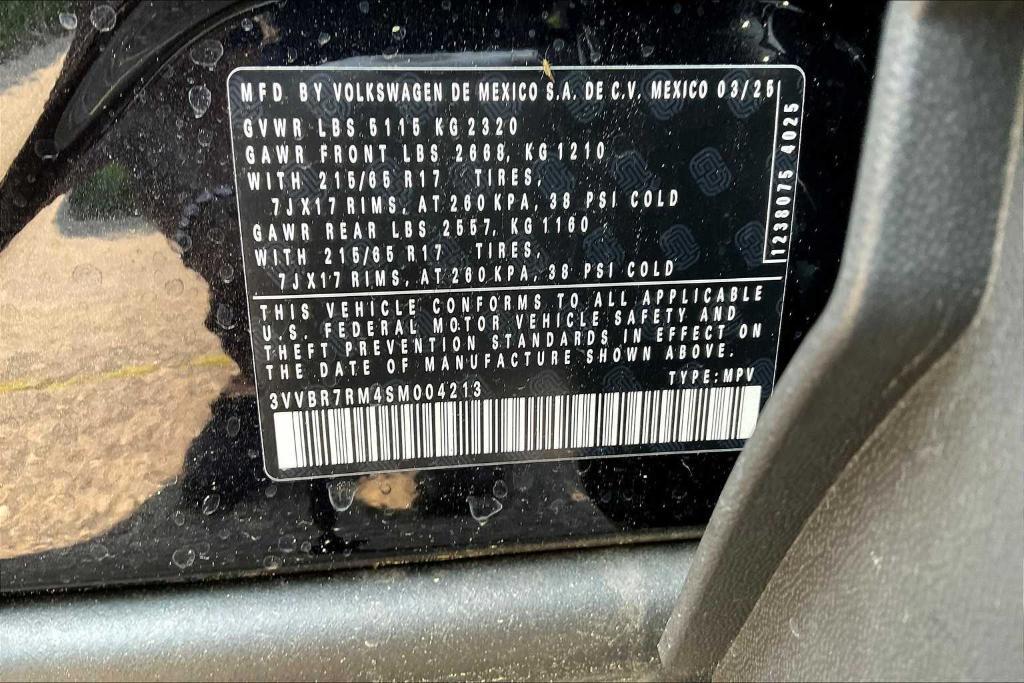 MFD BY VOLKSWAGEN DE MEXICO S.A. DE C.V. MEXICO 03/25
GVWR LBS 5115 KG 2320
GAWR FRONT LBS 2668, KG 1210
WITH 215/65 R17 TIRES,
7JX17 RIMS, AT 260 KPA, 38 PSI COLD
GAWR REAR LBS 2557, KG 1160
WITH 215/65 R17 TIRES,
7JX17 RIMS, AT 260 KPA, 38 PSI COLD
1238075 4025
THIS VEHICLE CONFORMS TO ALL APPLICABLE
U.S. FEDERAL MOTOR VEHICLE SAFETY AND
THEFT PREVENTION STANDARDS IN EFFECT ON
THE DATE OF MANUFACTURE SHOWN ABOVE.
3VVBR7RM4SM004213 TYPE: MPV